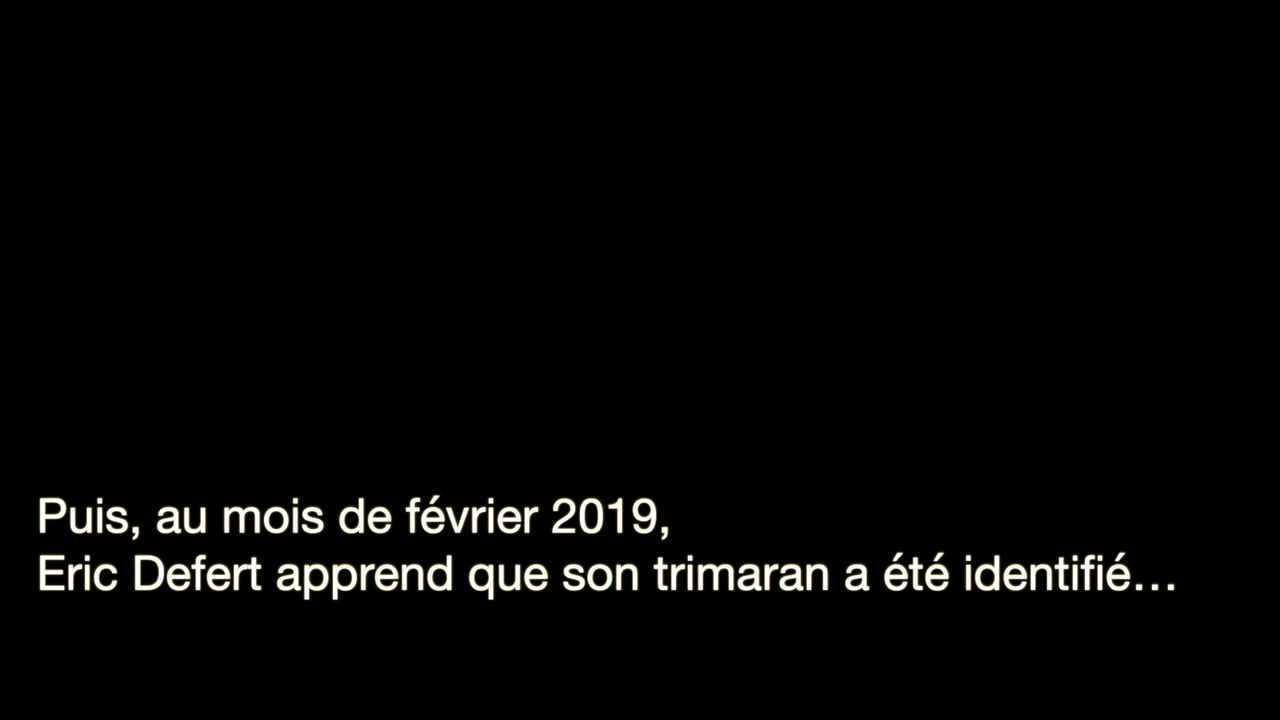 Puis, au mois de février 2019,
Eric Defert apprend que son trimaran a été identifié…